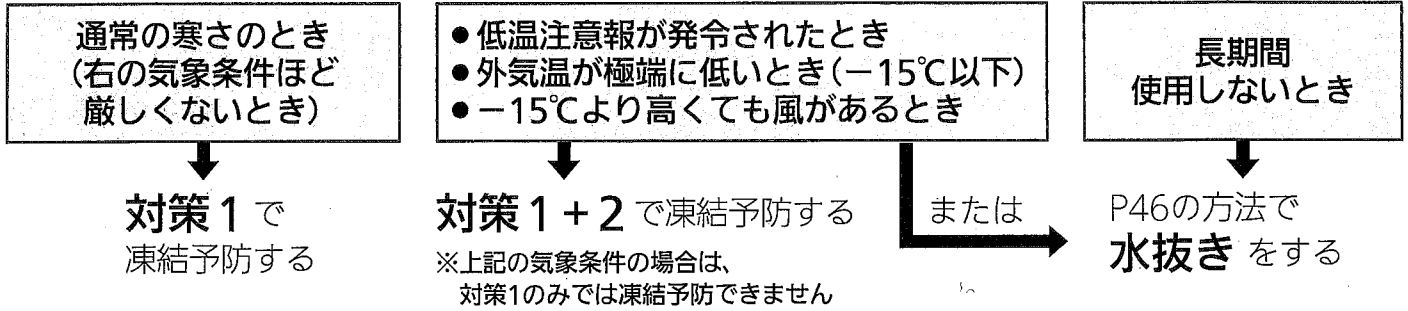 通常の寒さのとき
(右の気象条件ほど
厳しくないとき)
対策1で
凍結予防する
●低温注意報が発令されたとき
●外気温が極端に低いとき(−15℃以下)
●−15℃より高くても風があるとき
対策1+2で凍結予防する
※上記の気象条件の場合は、
対策1のみでは凍結予防できません
または
長期間
使用しないとき
P46の方法で
水抜きをする